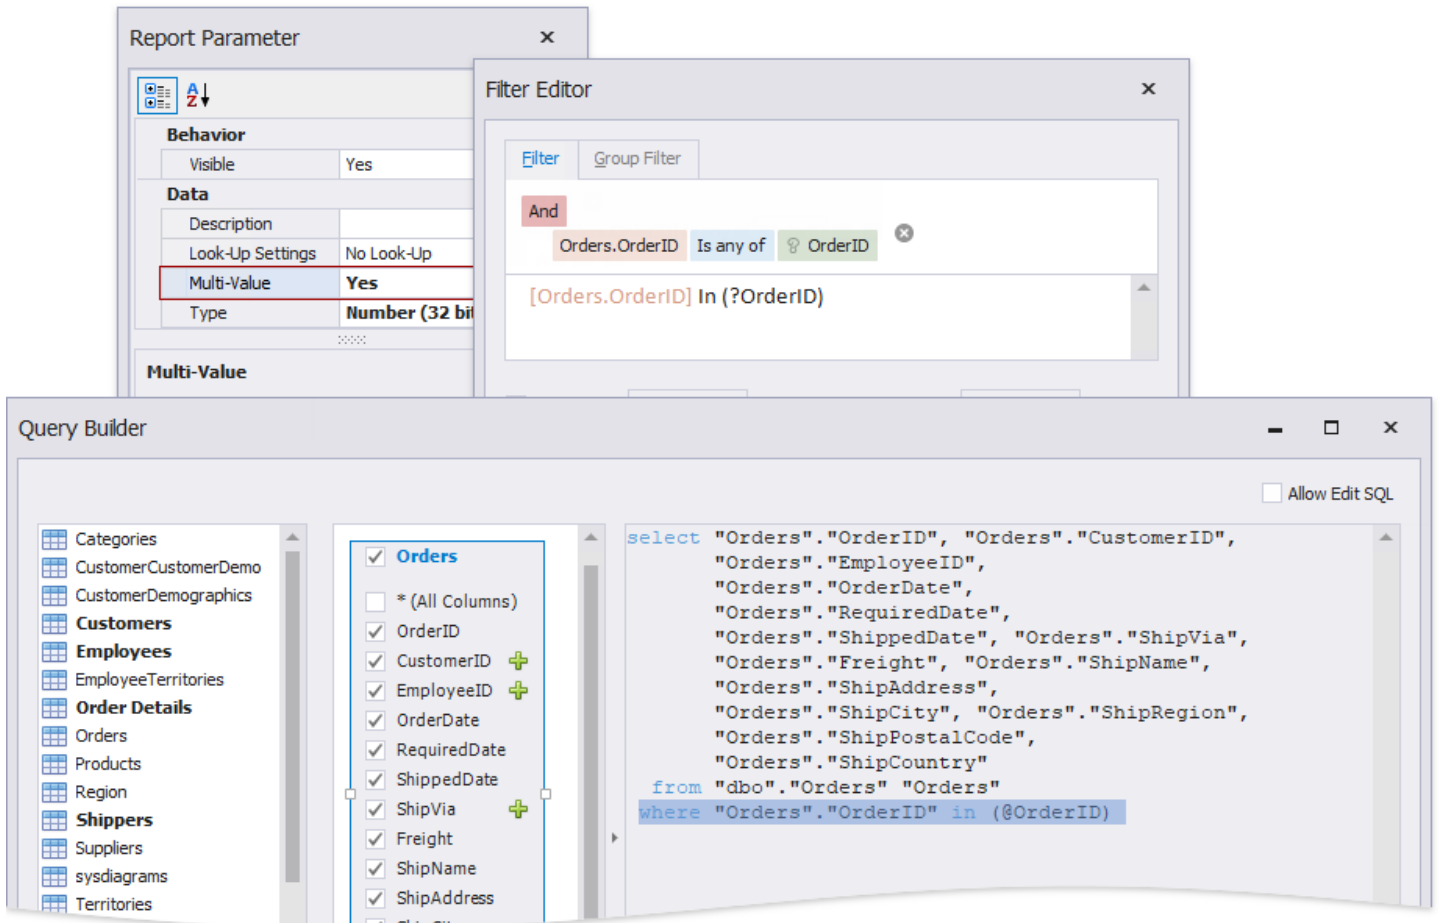 Report Parameter
Behavior
Visible Yes
Data
Description
Look-Up Settings No Look-Up
Multi-Value Yes
Type Number (32 bit
Multi-Value
Filter Editor
Filter Group Filter
And
Orders.OrderID Is any of OrderID
[Orders.OrderID] In (?OrderID)
Query Builder
Allow Edit SQL
Categories
CustomerCustomerDemo
CustomerDemographics
Customers
Employees
EmployeeTerritories
Order Details
Orders
Products
Region
Shippers
Suppliers
sysdiagrams
Territories
Orders
* (All Columns)
OrderID
CustomerID
EmployeeID
OrderDate
RequiredDate
ShippedDate
ShipVia
Freight
ShipName
ShipAddress
select "Orders"."OrderID", "Orders"."CustomerID",
"Orders"."EmployeeID",
"Orders"."OrderDate",
"Orders"."RequiredDate",
"Orders"."ShippedDate", "Orders"."ShipVia",
"Orders"."Freight", "Orders"."ShipName",
"Orders"."ShipAddress",
"Orders"."ShipCity", "Orders"."ShipRegion",
"Orders"."ShipPostalCode",
"Orders"."ShipCountry"
from "dbo"."Orders" "Orders"
where "Orders"."OrderID" in (@OrderID)